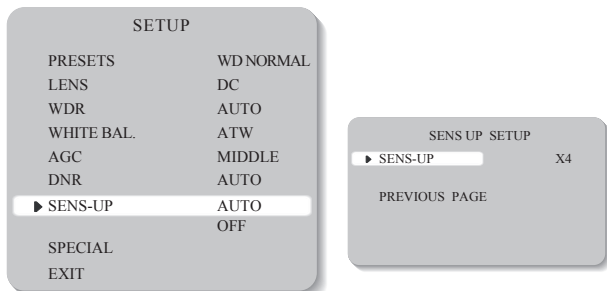 SETUP
PRESETS WD NORMAL
LENS DC
WDR AUTO
WHITE BAL. ATW
AGC MIDDLE
DNR AUTO
SENS-UP AUTO
OFF
SPECIAL
EXIT
SENS UP SETUP
SENS-UP X4
PREVIOUS PAGE